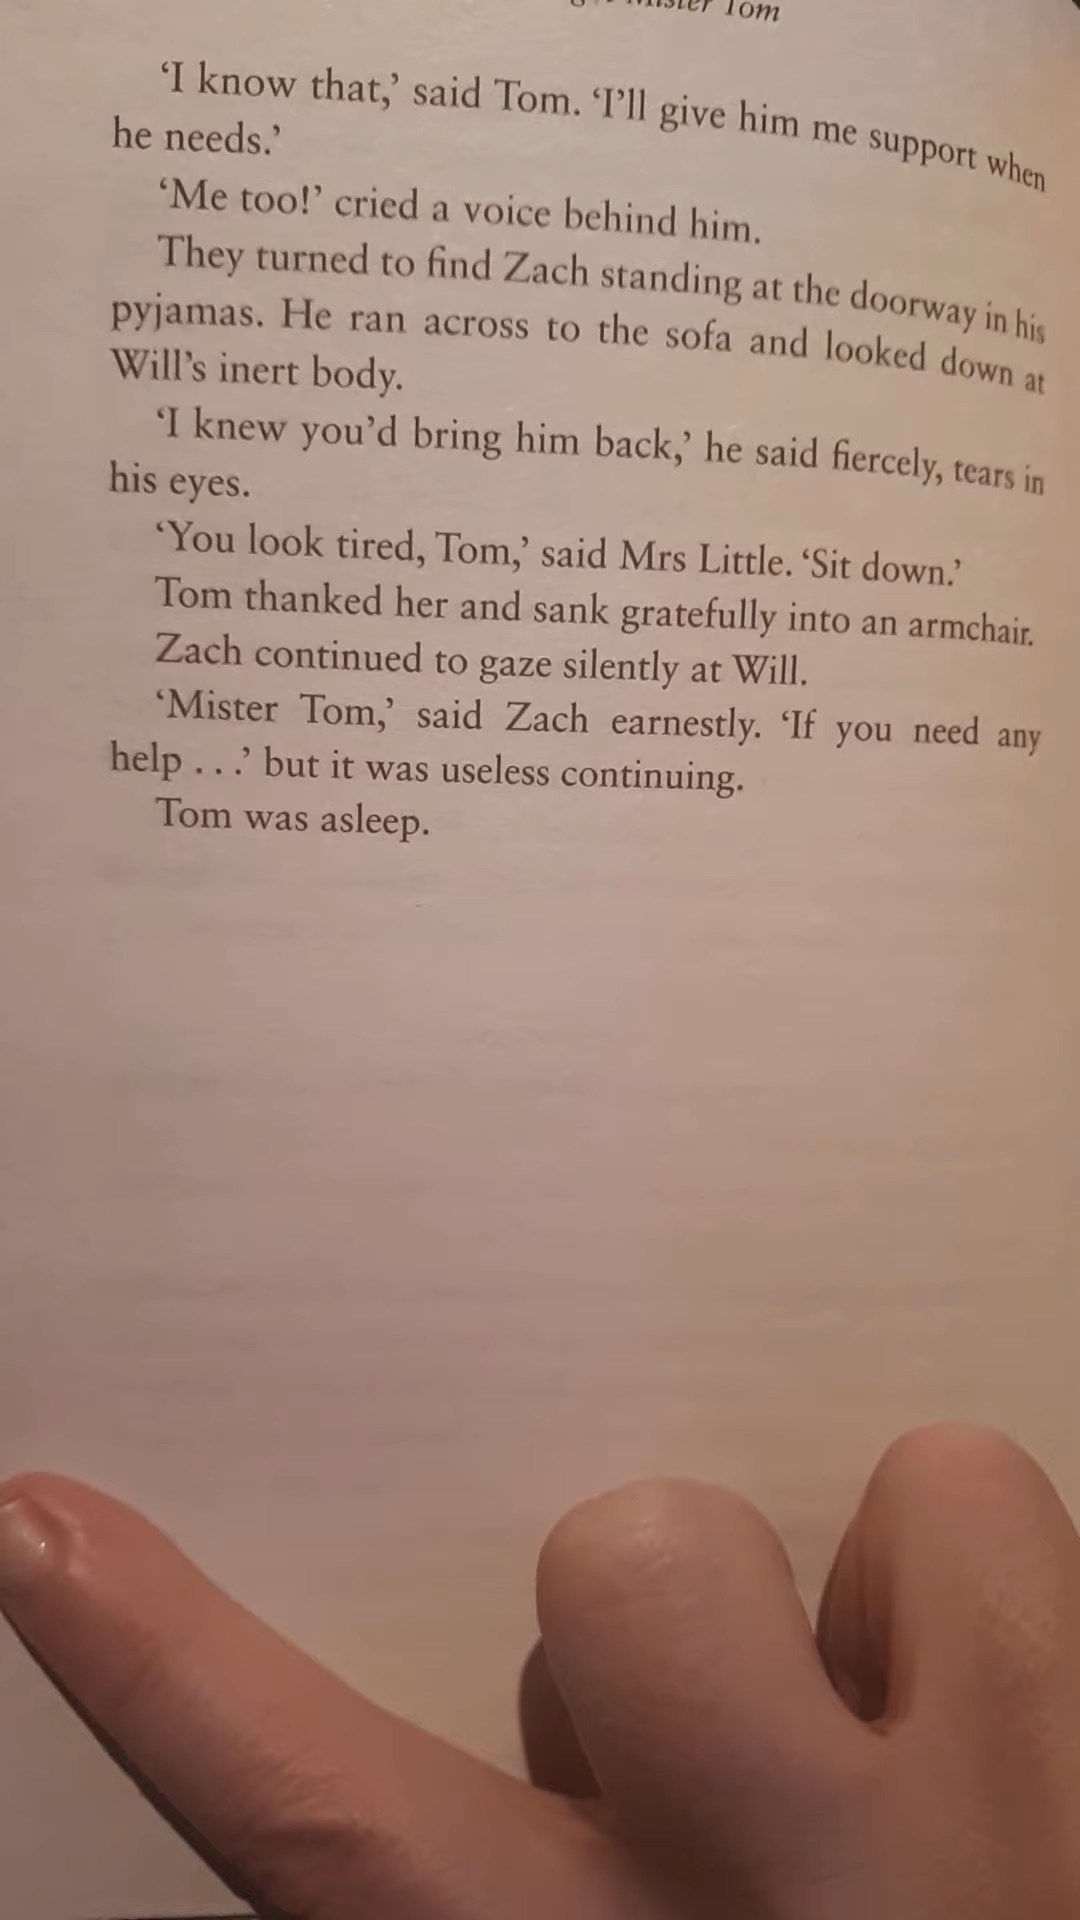 Mister Tom
‘I know that,’ said Tom. ‘I’ll give him me support when
he needs.’
‘Me too!’ cried a voice behind him.
They turned to find Zach standing at the doorway in his
pyjamas. He ran across to the sofa and looked down at
Will’s inert body.
‘I knew you’d bring him back,’ he said fiercely, tears in
his eyes.
‘You look tired, Tom,’ said Mrs Little. ‘Sit down.’
Tom thanked her and sank gratefully into an armchair.
Zach continued to gaze silently at Will.
‘Mister Tom,’ said Zach earnestly. ‘If you need any
help . . .’ but it was useless continuing.
Tom was asleep.